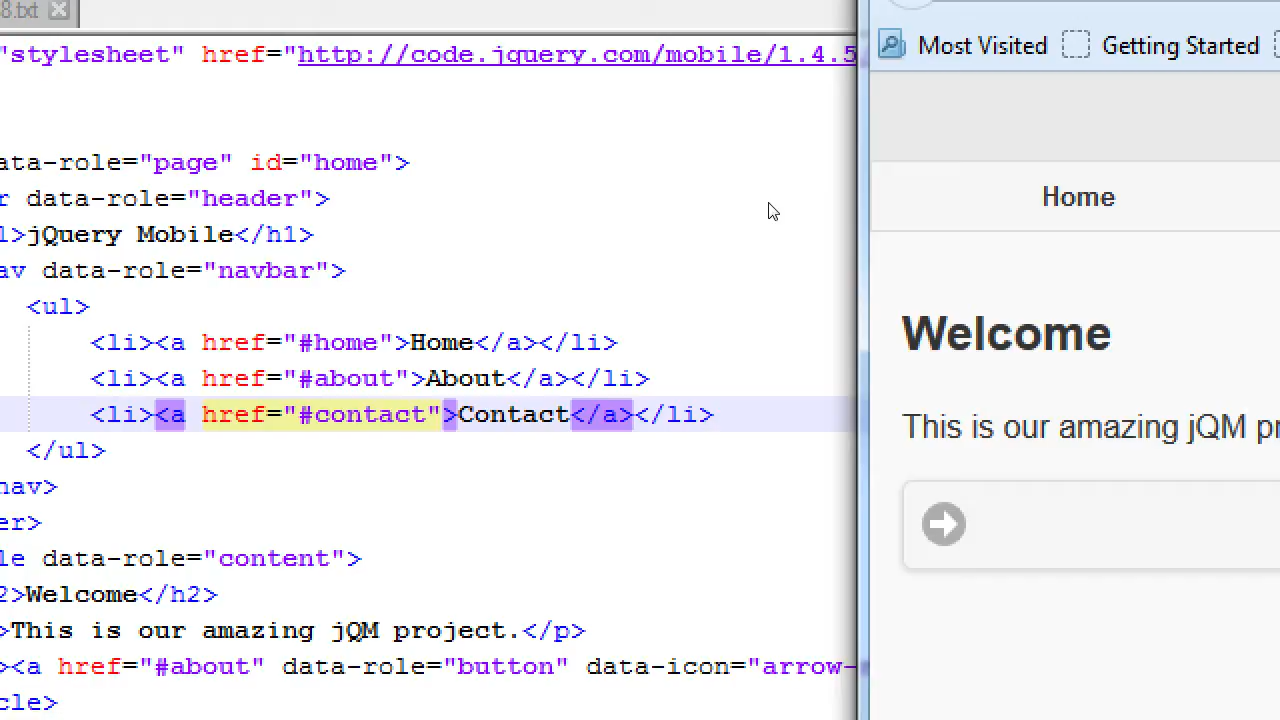 8.txt
"stylesheet" href="http://code.jquery.com/mobile/1.4.5
ata-role="page" id="home">
r data-role="header">
l>jQuery Mobile</h1>
av data-role="navbar">
<ul>
<li><a href="#home">Home</a></li>
<li><a href="#about">About</a></li>
<li><a href="#contact">Contact</a></li>
</ul>
nav>
er>
le data-role="content">
2>Welcome</h2>
>This is our amazing jQM project.</p>
><a href="#about" data-role="button" data-icon="arrow-
cle>
Most Visited Getting Started
Home
Welcome
This is our amazing jQM pr